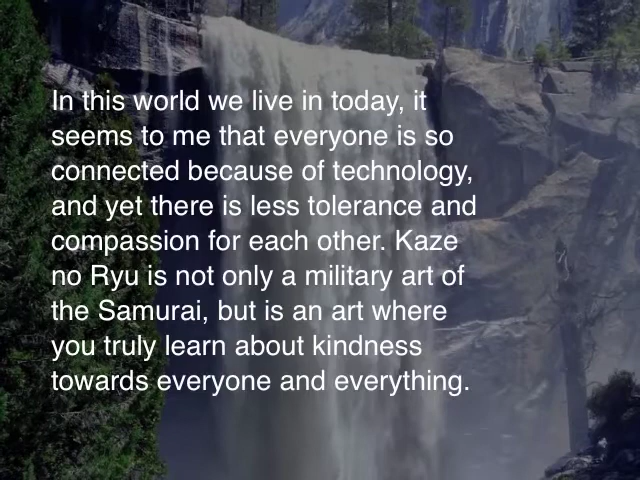 In this world we live in today, it
seems to me that everyone is so
connected because of technology,
and yet there is less tolerance and
compassion for each other. Kaze
no Ryu is not only a military art of
the Samurai, but is an art where
you truly learn about kindness
towards everyone and everything.